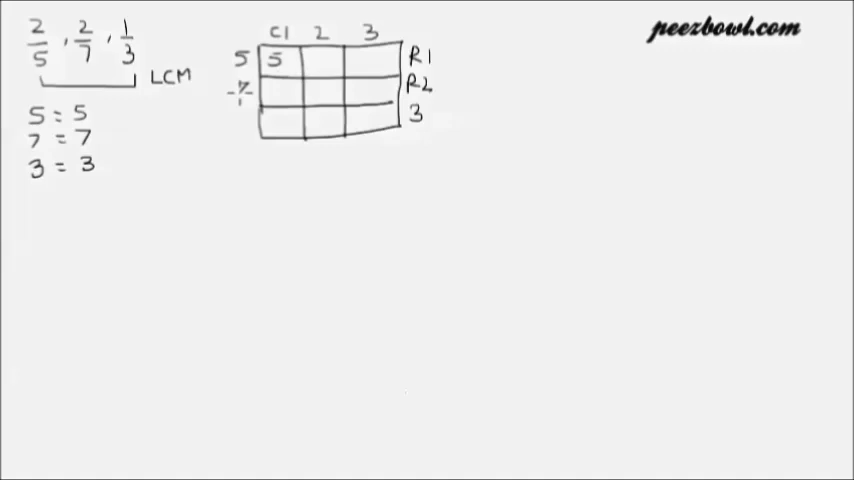 2/5 , 2/7 , 1/3
LCM
5 = 5
7 = 7
3 = 3
C1 2 3
5 5 R1
7 R2
3
peezbowl.com